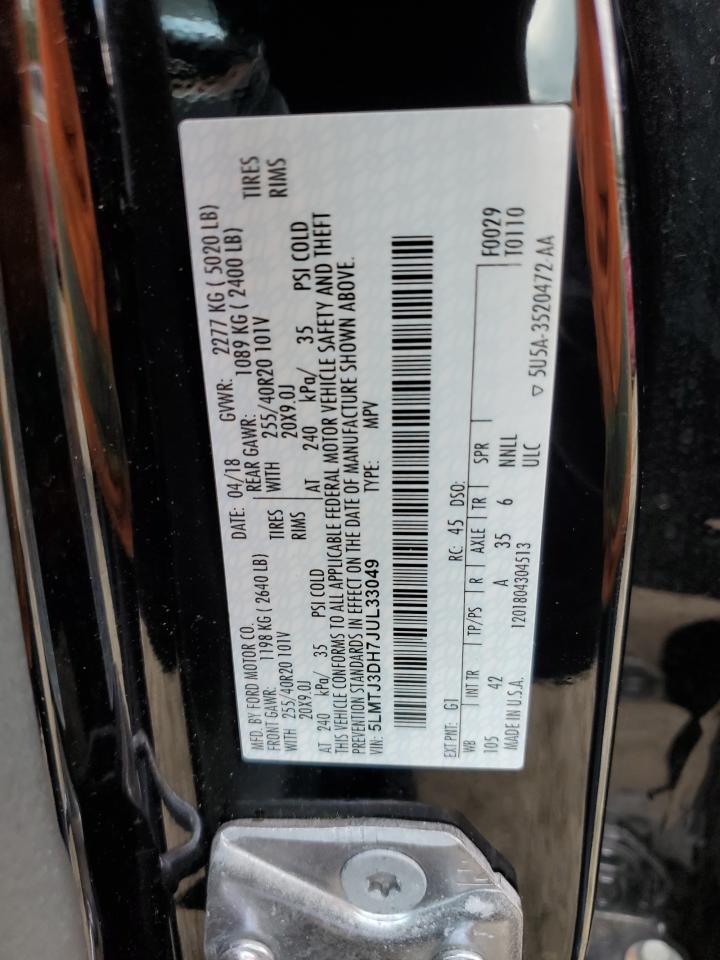 MFD. BY FORD MOTOR CO.
DATE: 04/18 GVWR: 2277 KG ( 5020 LB)
FRONT GAWR: 1198 KG (2640 LB)
REAR GAWR: 1089 KG ( 2400 LB)
WITH 255/40R20 101V TIRES
WITH 255/40R20 101V TIRES
20X9.0J RIMS
20X9.0J RIMS
AT 240 kPa/ 35 PSI COLD
AT 240 kPa/ 35 PSI COLD
THIS VEHICLE CONFORMS TO ALL APPLICABLE FEDERAL MOTOR VEHICLE SAFETY AND THEFT
PREVENTION STANDARDS IN EFFECT ON THE DATE OF MANUFACTURE SHOWN ABOVE.
VIN: 5LMTJ3DH7JUL33049 TYPE: MPV
EXT PNT: G1 RC: 45 DSO: F0029
WB INT TR TP/PS R AXLE TR SPR T0110
105 42 A 35 6 NNLL
MADE IN U.S.A. 1201804304513 ULC ▽ 5U5A-3520472-AA